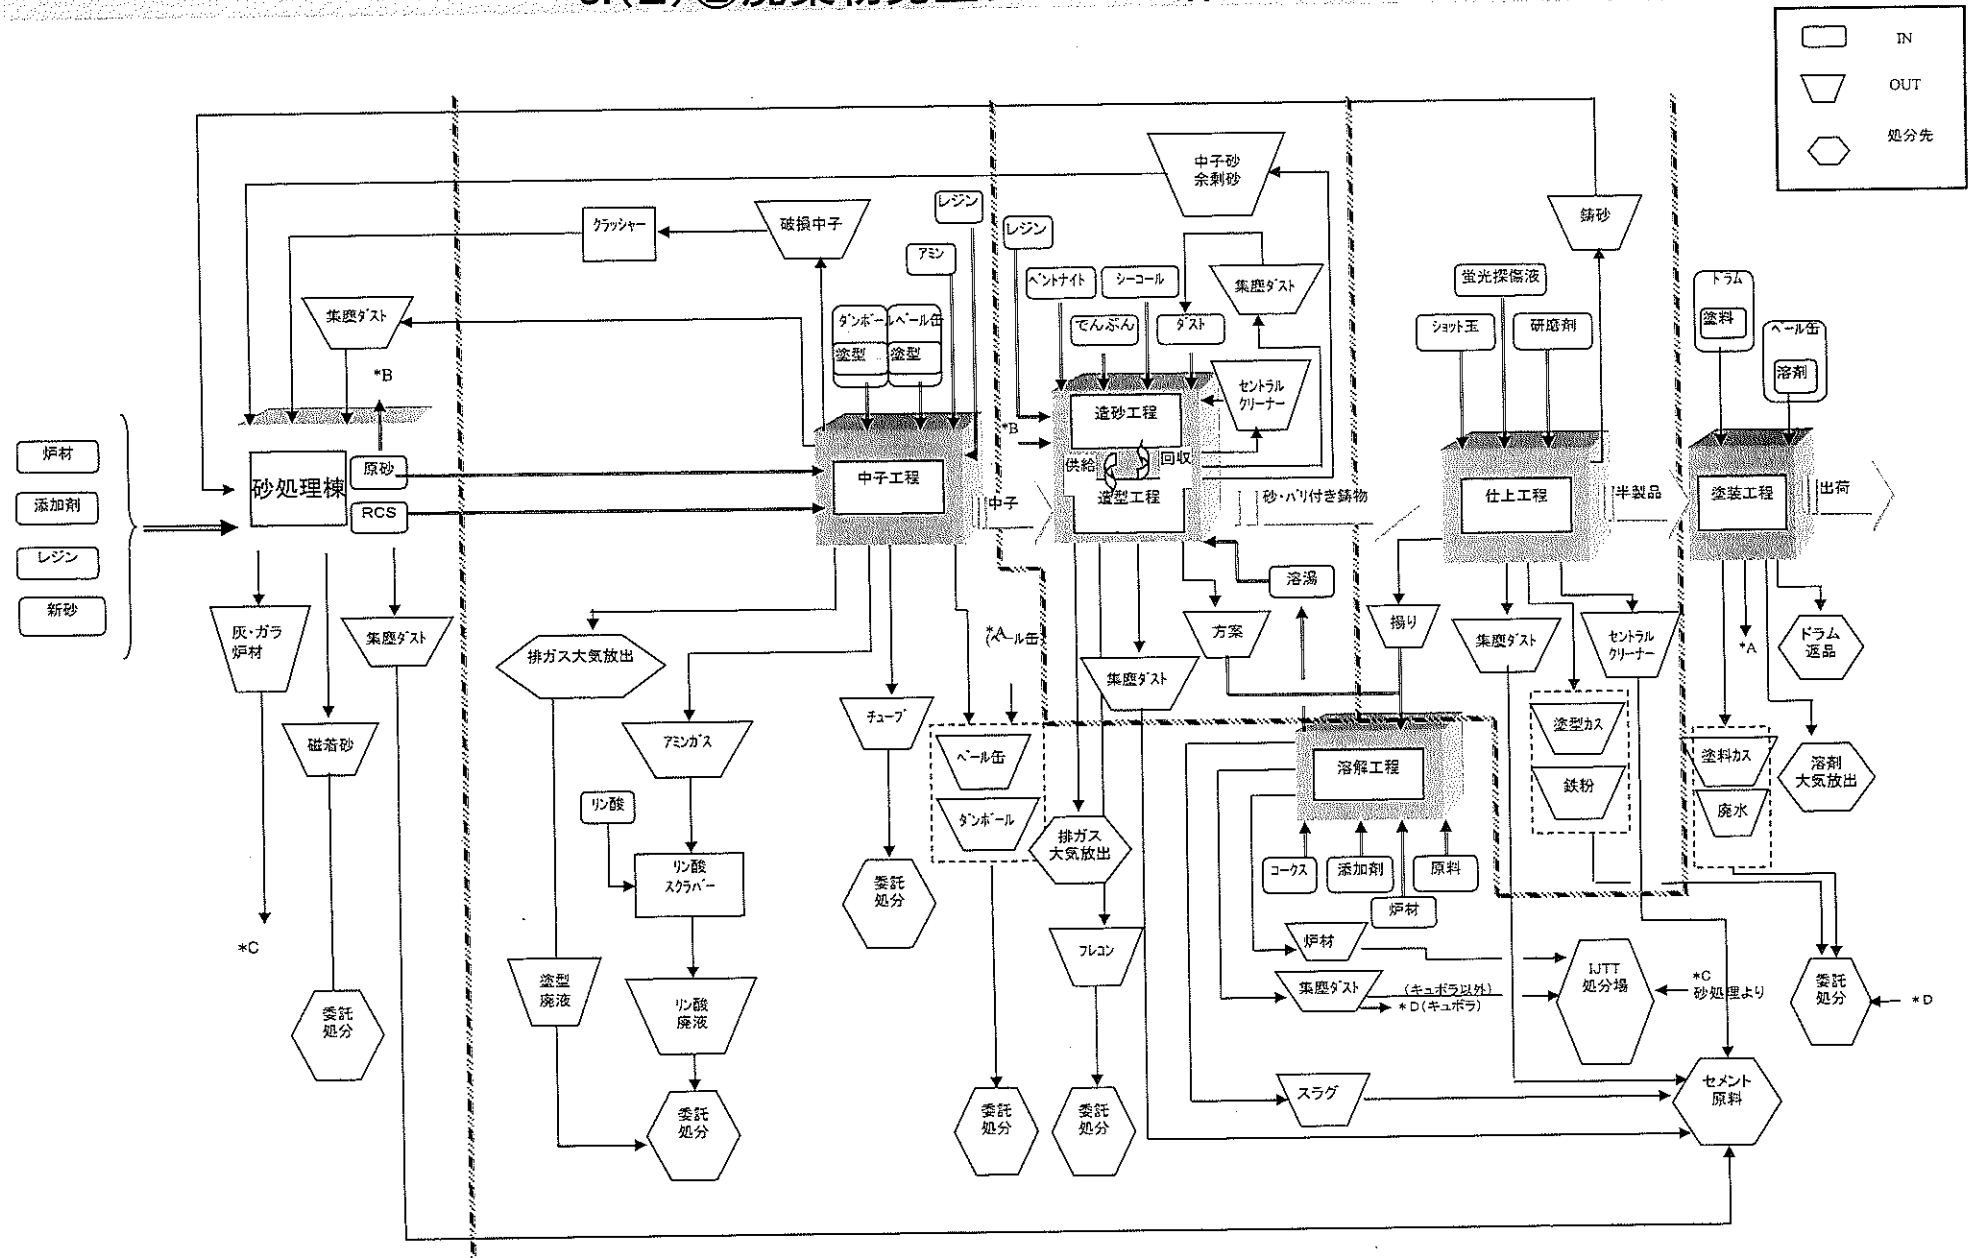 IN
OUT
処分先
中子砂
余剰砂
鋳砂
レジン
破損中子
クラッシャー
レジン
アミン
集塵ダスト
ベントナイト
シーコール
集塵ダスト
でんぷん
ダスト
蛍光探傷液
ショット玉
研磨剤
ドラム
塗料
ペール缶
溶剤
ダンボール
ペール缶
塗型
塗型
*B
セントラル
クリーナー
造砂工程
*B
供給
回収
造型工程
炉材
添加剤
レジン
新砂
砂処理棟
原砂
RCS
中子工程
中子
砂・バリ付き鋳物
仕上工程
半製品
塗装工程
出荷
溶湯
灰・ガラ
炉材
集塵ダスト
排ガス大気放出
*A
(ペール缶
方案
揚り
集塵ダスト
セントラル
クリーナー
*A
ドラム
返品
集塵ダスト
磁着砂
アミンガス
チューブ
ペール缶
ダンボール
溶解工程
塗型カス
鉄粉
塗料カス
廃水
溶剤
大気放出
リン酸
排ガス
大気放出
リン酸
スクラバー
委託
処分
コークス
添加剤
原料
炉材
*C
フレコン
炉材
集塵ダスト
(キュポラ以外)
*D(キュポラ)
IJTT
処分場
*C
砂処理より
委託
処分
*D
塗型
廃液
リン酸
廃液
委託
処分
スラグ
セメント
原料
委託
処分
委託
処分
委託
処分